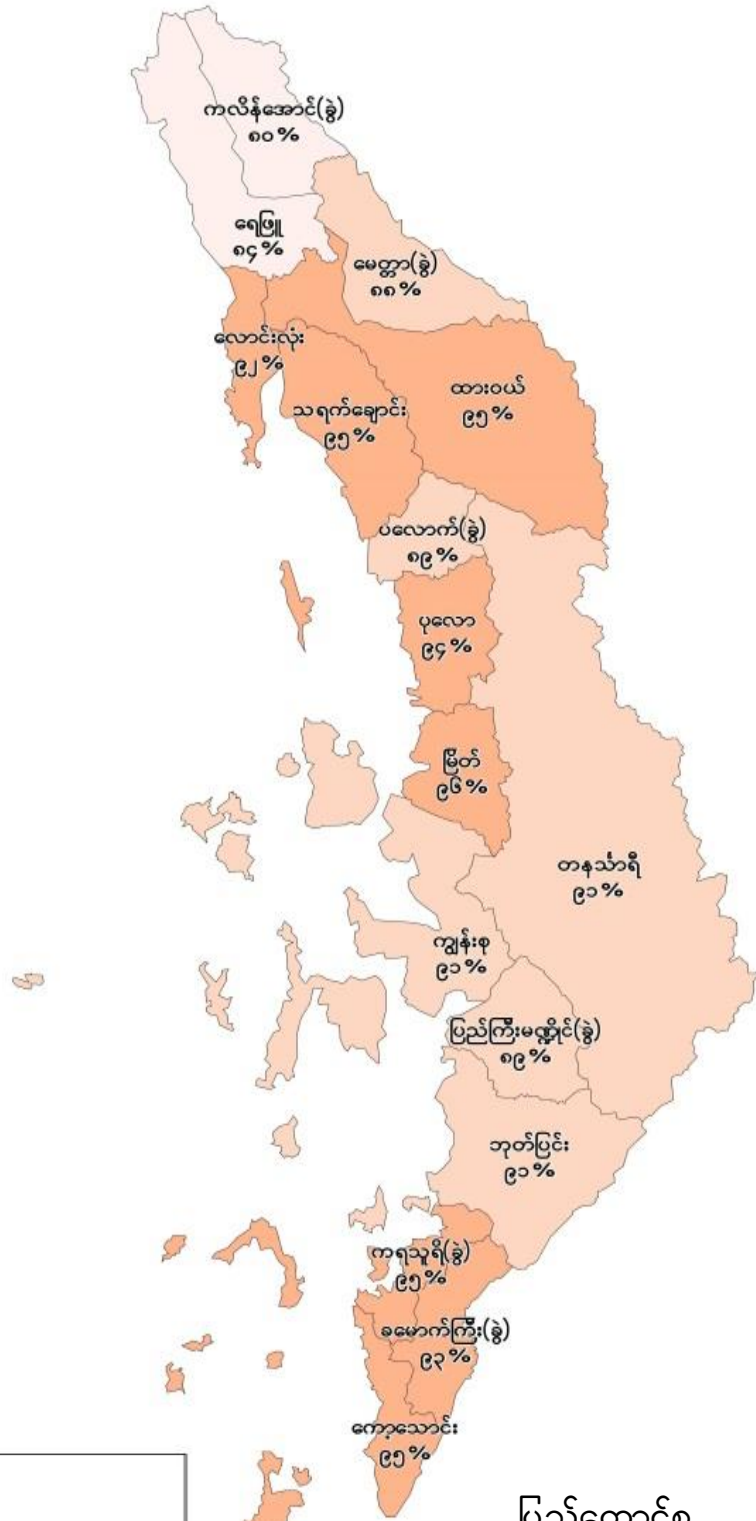 ကလိန်အောင်(ခွဲ)
၈၀%
ရေဖြူ
၈၄%
မေတ္တာ(ခွဲ)
၈၈%
လောင်းလုံး
၉၂%
ထားဝယ်
၉၅%
သရက်ချောင်း
၉၅%
ပလောက်(ခွဲ)
၈၉%
ပုလော
၉၄%
မြိတ်
၉၆%
တနင်္သာရီ
၉၁%
ကျွန်းစု
၉၁%
ပြည်ကြီးမဏ္ဍိုင်(ခွဲ)
၈၉%
ဘုတ်ပြင်း
၉၁%
ကရသူရိ(ခွဲ)
၉၅%
ခမောက်ကြီး(ခွဲ)
၉၃%
ကော့သောင်း
၉၅%
ပြည်ထောင်စု